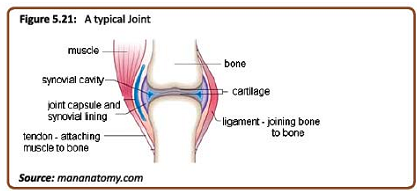 Figure 5.21: A typical Joint
muscle
bone
synovial cavity
cartilage
joint capsule and
synovial lining
ligament - joining bone
to bone
tendon - attaching
muscle to bone
Source: mananatomy.com